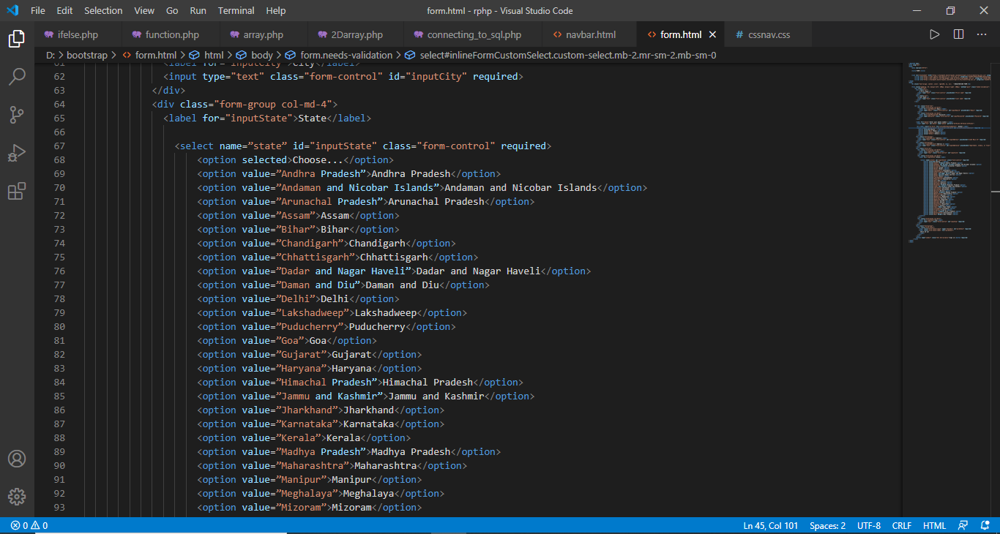 File Edit Selection View Go Run Terminal Help form.html - rphp - Visual Studio Code
ifelse.php function.php array.php 2Darray.php connecting_to_sql.php navbar.html form.html cssnav.css
D: > bootstrap > form.html > html > body > form.needs-validation > select#inlineFormCustomSelect.custom-select.mb-2.mr-sm-2.mb-sm-0
61 <label for="inputCity">City</label>
62 <input type="text" class="form-control" id="inputCity" required>
63 </div>
64 <div class="form-group col-md-4">
65 <label for="inputState">State</label>
66
67 <select name=”state” id="inputState" class="form-control" required>
68 <option selected>Choose...</option>
69 <option value=”Andhra Pradesh”>Andhra Pradesh</option>
70 <option value=”Andaman and Nicobar Islands”>Andaman and Nicobar Islands</option>
71 <option value=”Arunachal Pradesh”>Arunachal Pradesh</option>
72 <option value=”Assam”>Assam</option>
73 <option value=”Bihar”>Bihar</option>
74 <option value=”Chandigarh”>Chandigarh</option>
75 <option value=”Chhattisgarh”>Chhattisgarh</option>
76 <option value=”Dadar and Nagar Haveli”>Dadar and Nagar Haveli</option>
77 <option value=”Daman and Diu”>Daman and Diu</option>
78 <option value=”Delhi”>Delhi</option>
79 <option value=”Lakshadweep”>Lakshadweep</option>
80 <option value=”Puducherry”>Puducherry</option>
81 <option value=”Goa”>Goa</option>
82 <option value=”Gujarat”>Gujarat</option>
83 <option value=”Haryana”>Haryana</option>
84 <option value=”Himachal Pradesh”>Himachal Pradesh</option>
85 <option value=”Jammu and Kashmir”>Jammu and Kashmir</option>
86 <option value=”Jharkhand”>Jharkhand</option>
87 <option value=”Karnataka”>Karnataka</option>
88 <option value=”Kerala”>Kerala</option>
89 <option value=”Madhya Pradesh”>Madhya Pradesh</option>
90 <option value=”Maharashtra”>Maharashtra</option>
91 <option value=”Manipur”>Manipur</option>
92 <option value=”Meghalaya”>Meghalaya</option>
93 <option value=”Mizoram”>Mizoram</option>
0 0 Ln 45, Col 101 Spaces: 2 UTF-8 CRLF HTML